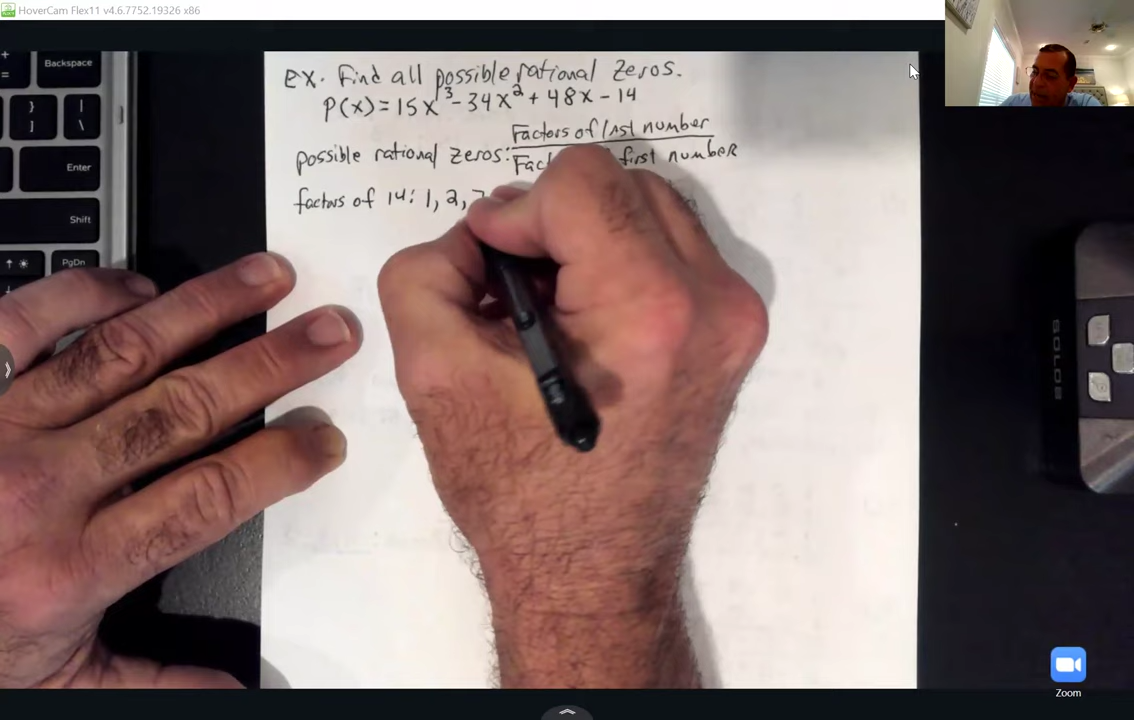 HoverCam Flex11 v4.6.7752.19326 x86
Backspace
Enter
Shift
PgDn
ex. Find all possible rational zeros.
P(x) = 15x³ - 34x² + 48x - 14
possible rational zeros: Factors of last number
first number
factors of 14: 1, 2, 7
Zoom